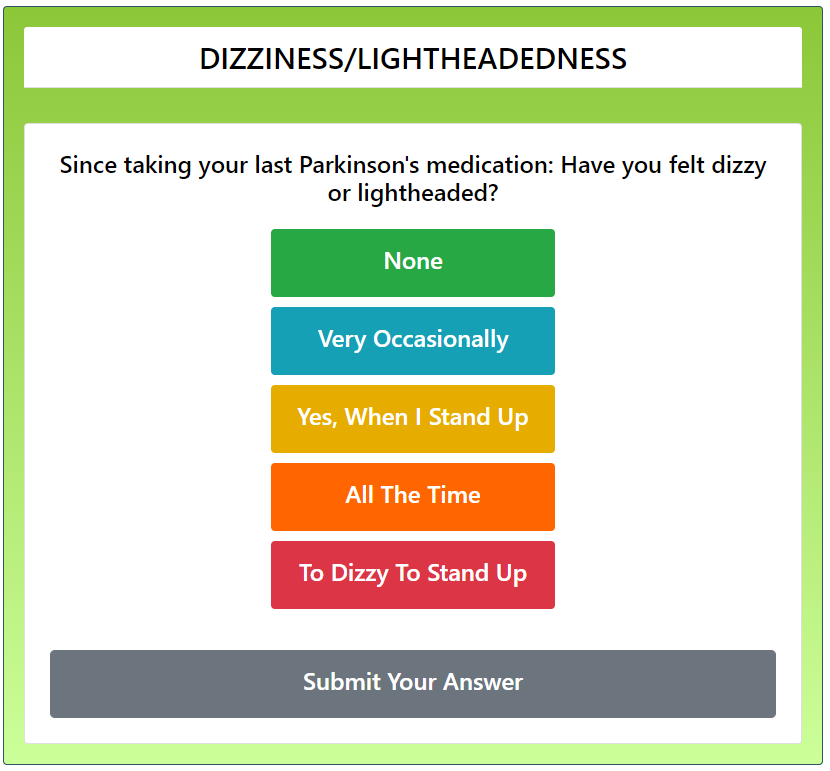 DIZZINESS/LIGHTHEADEDNESS
Since taking your last Parkinson's medication: Have you felt dizzy
or lightheaded?
None
Very Occasionally
Yes, When I Stand Up
All The Time
To Dizzy To Stand Up
Submit Your Answer